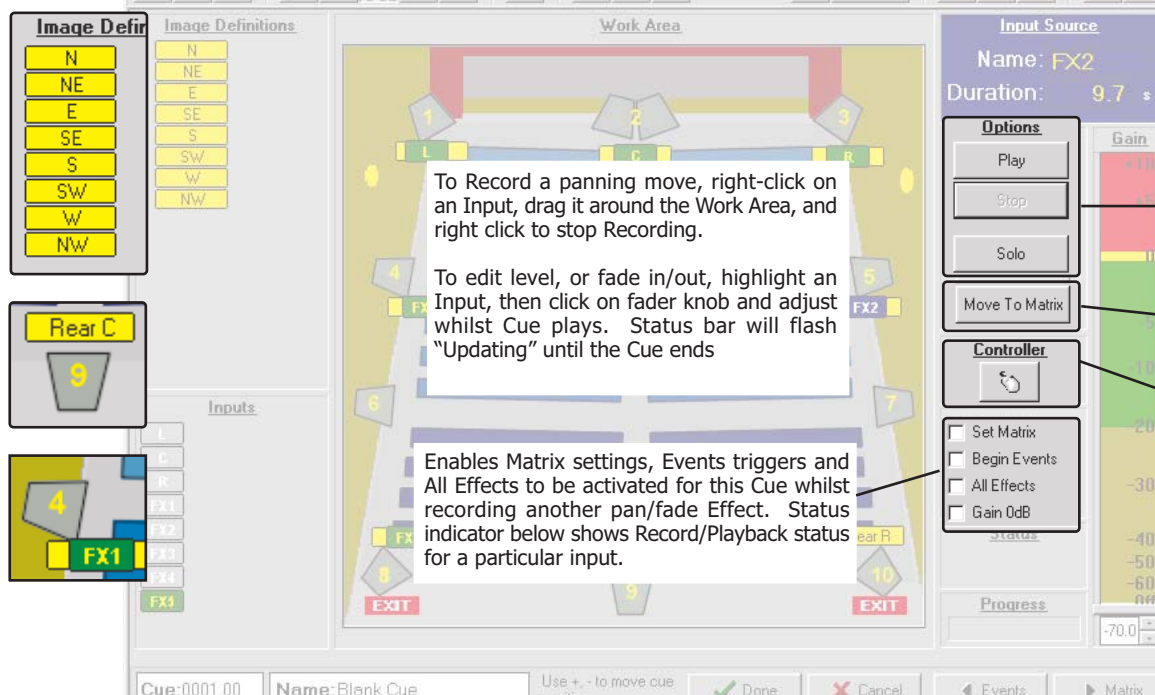 Image Defin
N
NE
E
SE
S
SW
W
NW
Rear C
9
4
FX1
Image Definitions
N
NE
E
SE
S
SW
W
NW
Inputs
L
C
R
FX1
FX2
FX3
FX4
FX5
Work Area
1
2
3
L
C
R
To Record a panning move, right-click on
an Input, drag it around the Work Area, and
right click to stop Recording.
To edit level, or fade in/out, highlight an
Input, then click on fader knob and adjust
whilst Cue plays. Status bar will flash
“Updating” until the Cue ends
4
5
FX2
6
7
Enables Matrix settings, Events triggers and
All Effects to be activated for this Cue whilst
recording another pan/fade Effect. Status
indicator below shows Record/Playback status
for a particular input.
ear R
8
9
10
EXIT
EXIT
Input Source
Name: FX2
Duration: 9.7 s
Options
Play
Stop
Solo
Move To Matrix
Controller
Set Matrix
Begin Events
All Effects
Gain 0dB
Status
Progress
Gain
-20
-30
-40
-50
-60
-70.0
Cue:0001.00
Name:Blank Cue
Use +, - to move cue
Done
Cancel
Events
Matrix